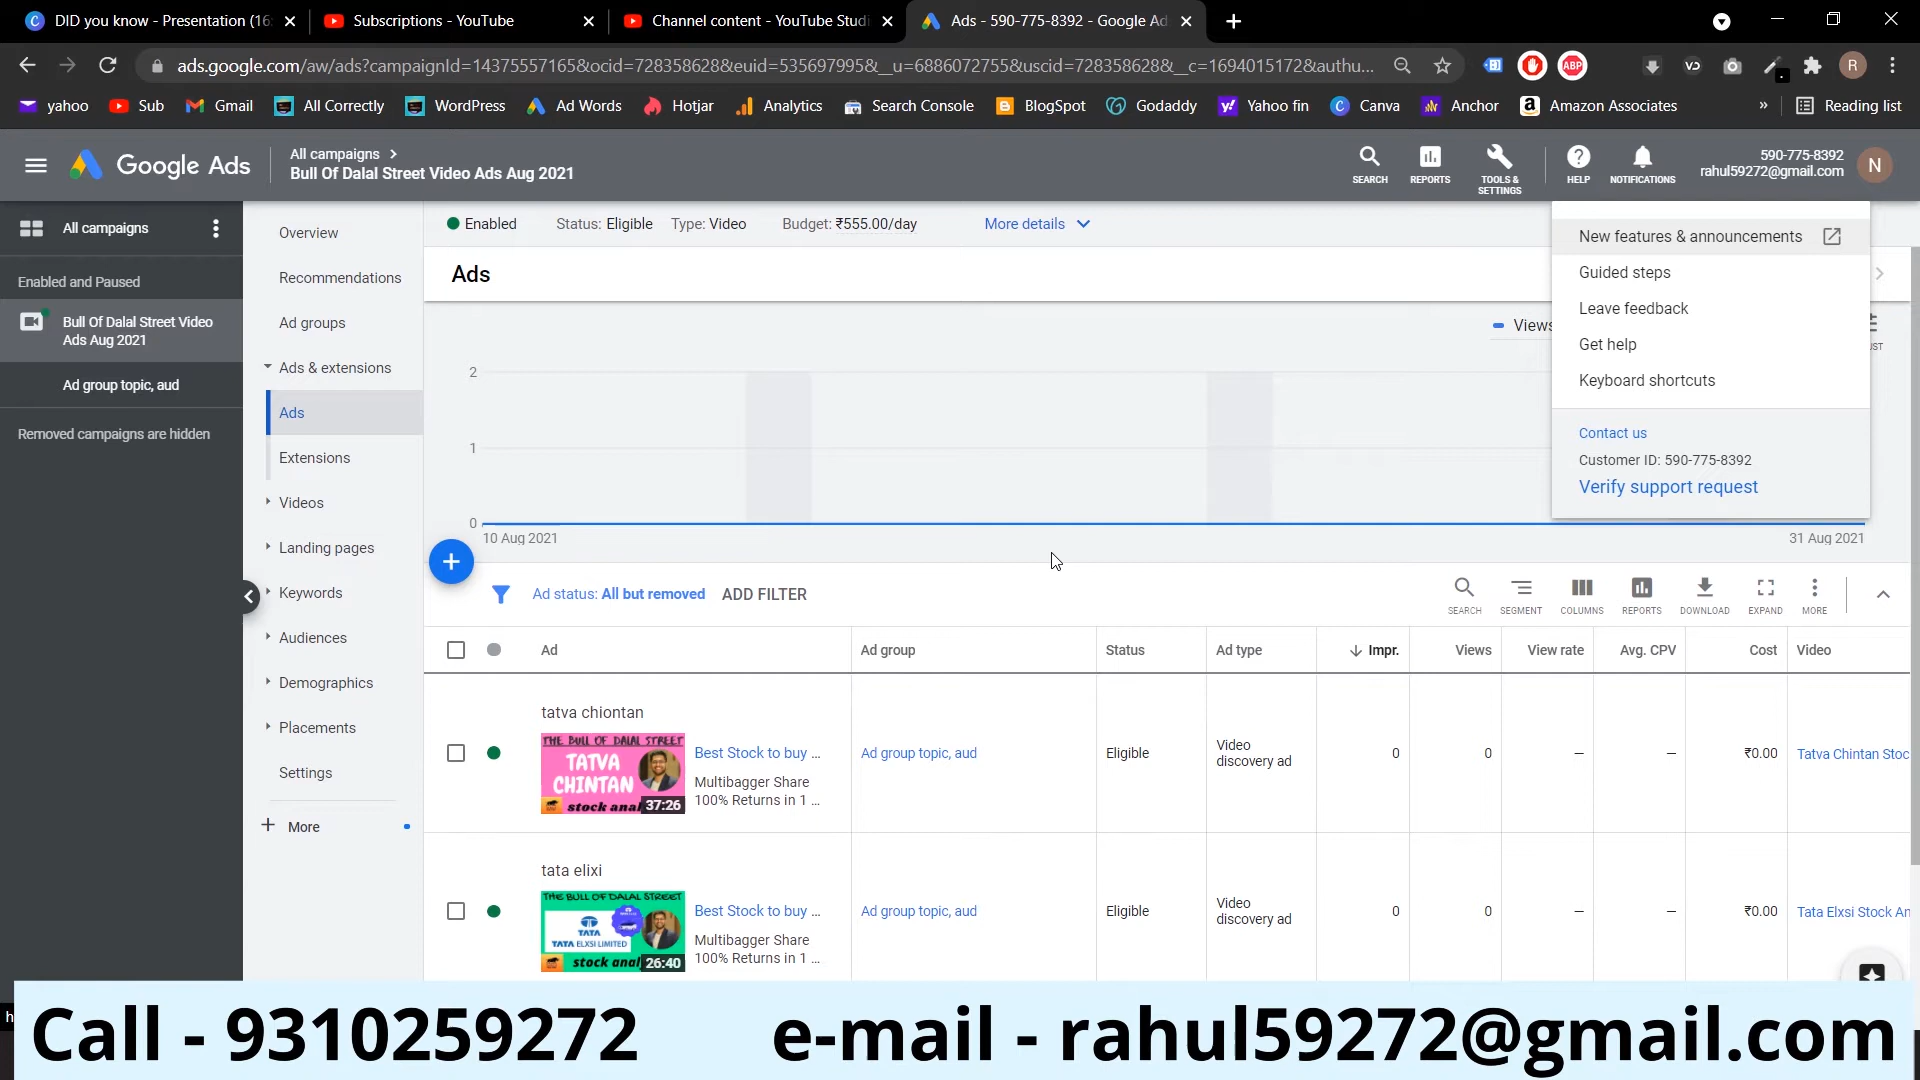 DID you know - Presentation (16:
Subscriptions - YouTube
Channel content - YouTube Studi
Ads - 590-775-8392 - Google Ad
ads.google.com/aw/ads?campaignId=14375557165&ocid=728358628&euid=535697995&__u=6886072755&uscid=728358628&__c=1694015172&authu...
ABP
R
yahoo
Sub
Gmail
All Correctly
WordPress
Ad Words
Hotjar
Analytics
Search Console
BlogSpot
Godaddy
Yahoo fin
Canva
Anchor
Amazon Associates
»
Reading list
Google Ads
All campaigns >
Bull Of Dalal Street Video Ads Aug 2021
SEARCH
REPORTS
TOOLS & SETTINGS
HELP
NOTIFICATIONS
590-775-8392
rahul59272@gmail.com
N
All campaigns
Enabled and Paused
Bull Of Dalal Street Video
Ads Aug 2021
Ad group topic, aud
Removed campaigns are hidden
Overview
Recommendations
Ad groups
Ads & extensions
Ads
Extensions
Videos
Landing pages
Keywords
Audiences
Demographics
Placements
Settings
+ More
Enabled
Status: Eligible
Type: Video
Budget: ₹555.00/day
More details
Ads
Views
New features & announcements
Guided steps
Leave feedback
Get help
Keyboard shortcuts
Contact us
Customer ID: 590-775-8392
Verify support request
2
1
0
10 Aug 2021
31 Aug 2021
Ad status: All but removed
ADD FILTER
SEARCH
SEGMENT
COLUMNS
REPORTS
DOWNLOAD
EXPAND
MORE
Ad
Ad group
Status
Ad type
Impr.
Views
View rate
Avg. CPV
Cost
Video
tatva chiontan
THE BULL OF DALAL STREET
TATVA
CHINTAN
stock anal
37:26
Best Stock to buy ...
Multibagger Share
100% Returns in 1 ...
Ad group topic, aud
Eligible
Video
discovery ad
0
0
—
—
₹0.00
Tatva Chintan Stoc
tata elixi
THE BULL OF DALAL STREET
TATA
TATA ELXSI LIMITED
stock anal
26:40
Best Stock to buy ...
Multibagger Share
100% Returns in 1 ...
Ad group topic, aud
Eligible
Video
discovery ad
0
0
—
—
₹0.00
Tata Elxsi Stock An
Call - 9310259272
e-mail - rahul59272@gmail.com